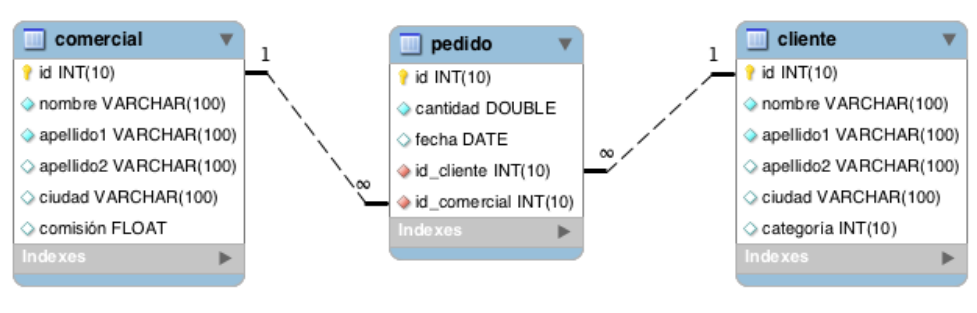 comercial
id INT(10)
nombre VARCHAR(100)
apellido1 VARCHAR(100)
apellido2 VARCHAR(100)
ciudad VARCHAR(100)
comisión FLOAT
Indexes
1
∞
pedido
id INT(10)
cantidad DOUBLE
fecha DATE
id_cliente INT(10)
id_comercial INT(10)
Indexes
∞
1
cliente
id INT(10)
nombre VARCHAR(100)
apellido1 VARCHAR(100)
apellido2 VARCHAR(100)
ciudad VARCHAR(100)
categoría INT(10)
Indexes